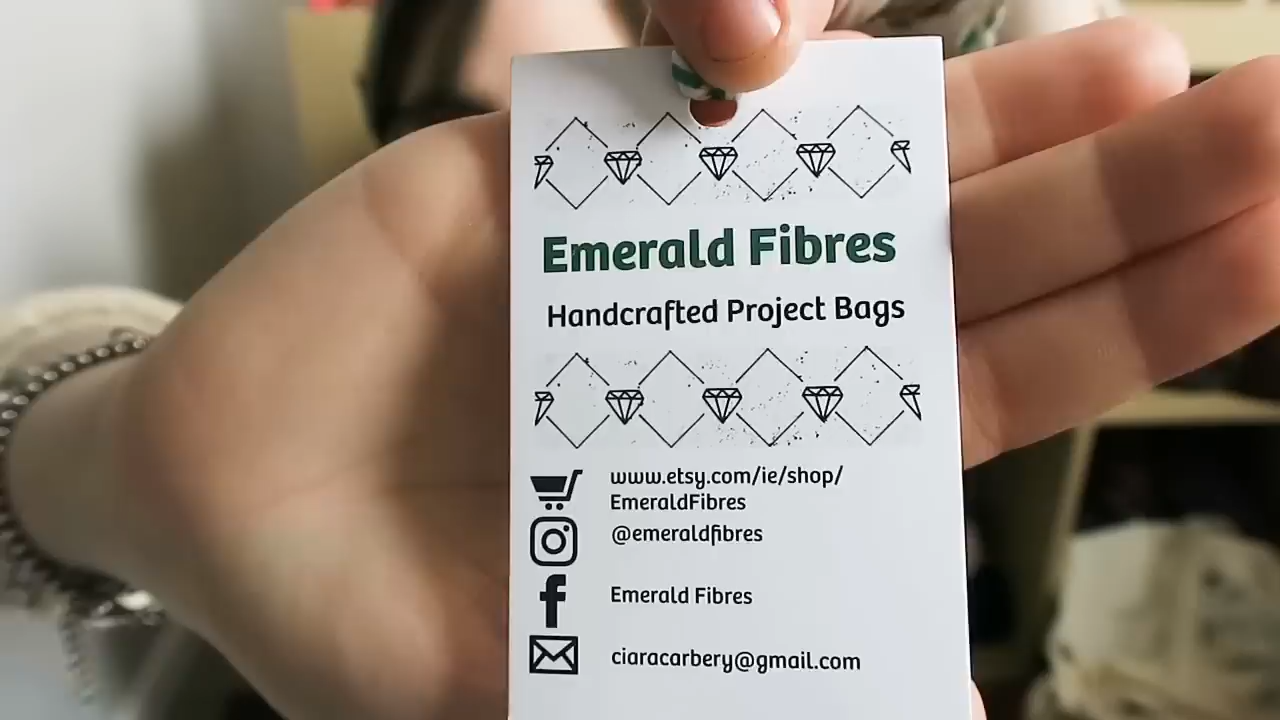 Emerald Fibres
Handcrafted Project Bags
www.etsy.com/ie/shop/
EmeraldFibres
@emeraldfibres
Emerald Fibres
ciaracarbery@gmail.com